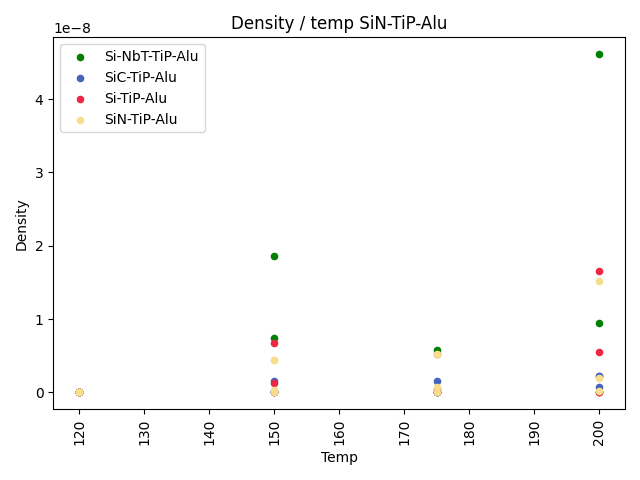 Density / temp SiN-TiP-Alu
1e−8
Si-NbT-TiP-Alu
SiC-TiP-Alu
Si-TiP-Alu
SiN-TiP-Alu
4
3
2
1
0
Density
120
130
140
150
160
170
180
190
200
Temp